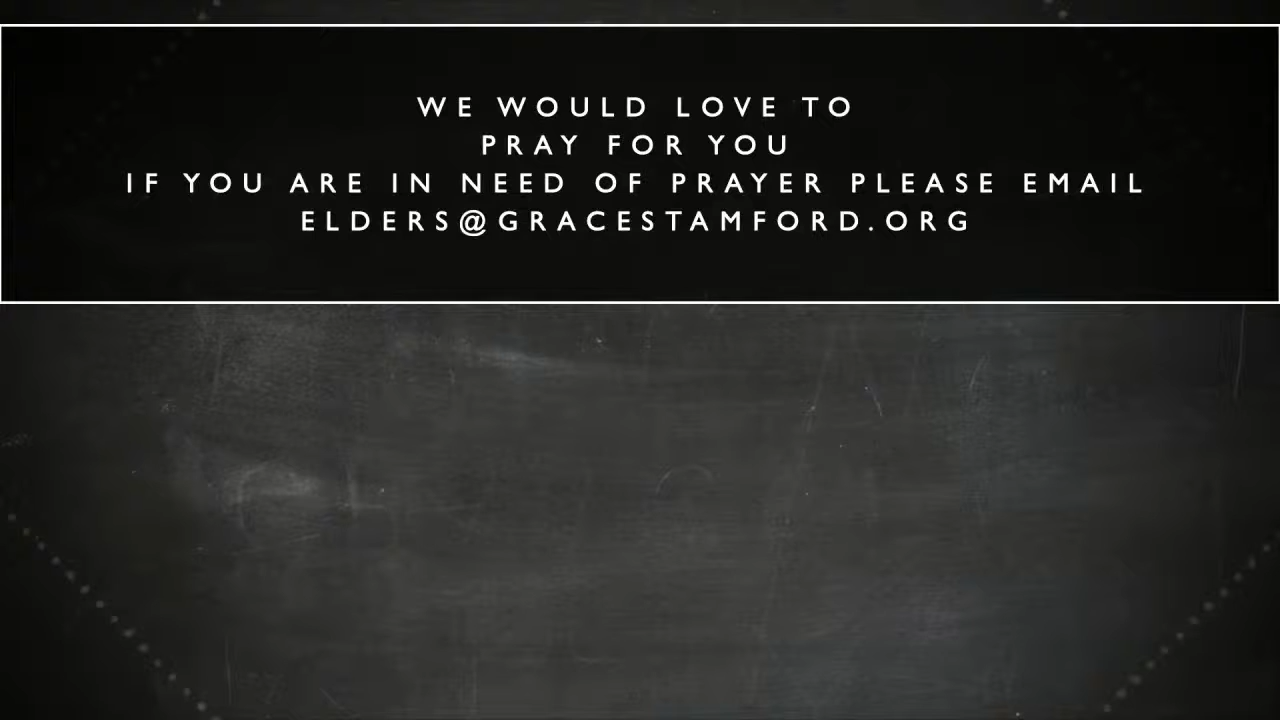 WE WOULD LOVE TO
PRAY FOR YOU
IF YOU ARE IN NEED OF PRAYER PLEASE EMAIL
ELDERS@GRACESTAMFORD.ORG